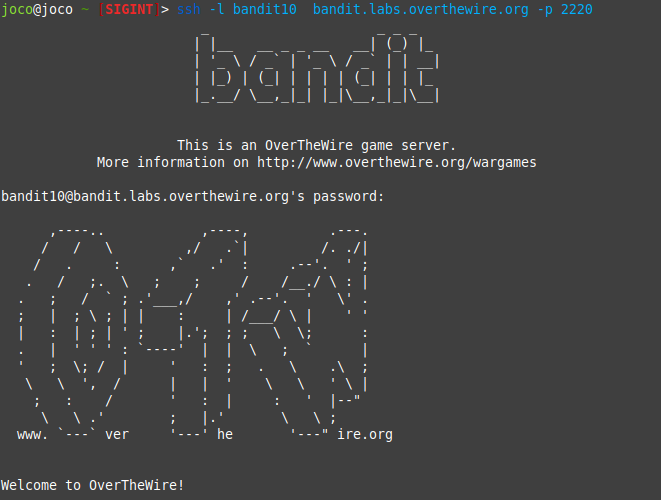 joco@joco ~ [SIGINT]> ssh -l bandit10  bandit.labs.overthewire.org -p 2220
bandit
This is an OverTheWire game server.
More information on http://www.overthewire.org/wargames
bandit10@bandit.labs.overthewire.org's password:
OTW
www. ver he ire.org
Welcome to OverTheWire!